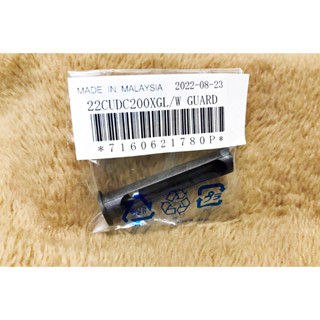 MADE IN MALAYSIA 2022-08-23
22CUDC200XGL/W GUARD
*7160621780P*